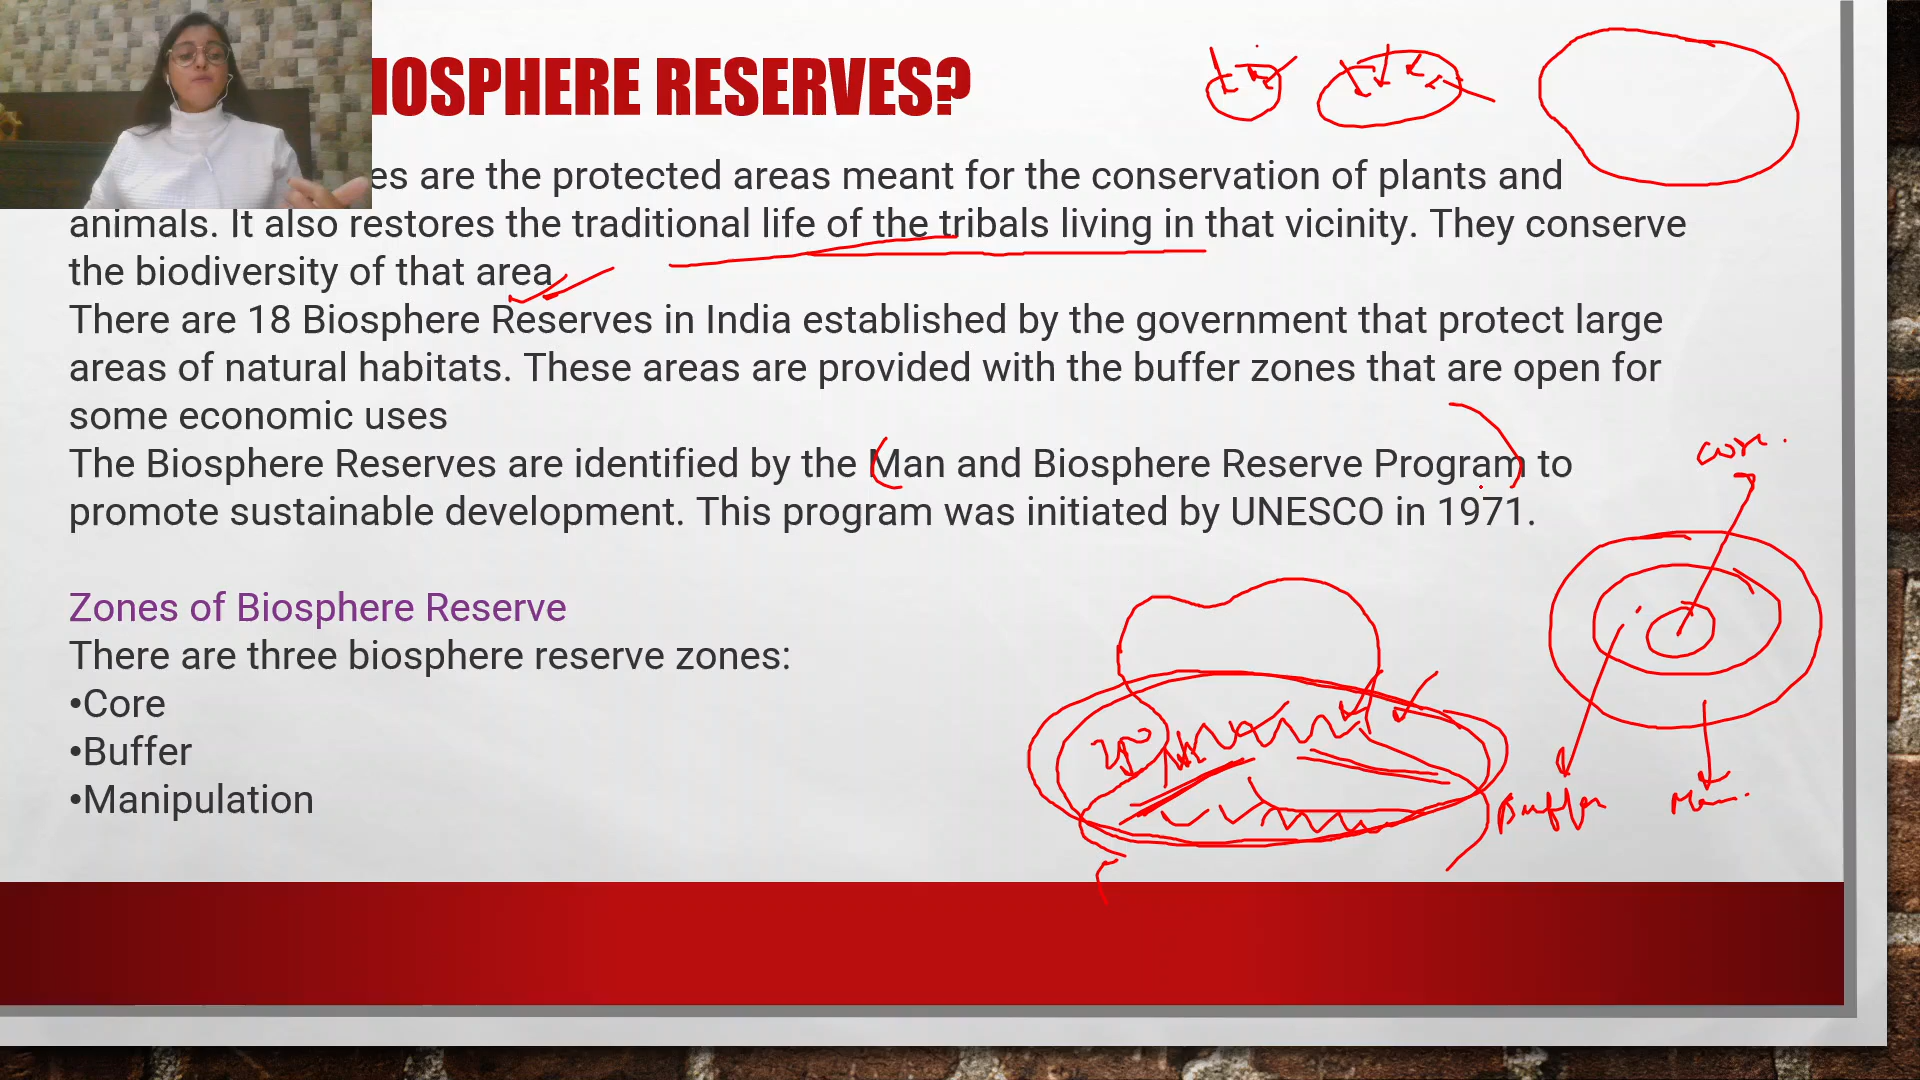 IOSPHERE RESERVES?
es are the protected areas meant for the conservation of plants and
animals. It also restores the traditional life of the tribals living in that vicinity. They conserve
the biodiversity of that area
There are 18 Biosphere Reserves in India established by the government that protect large
areas of natural habitats. These areas are provided with the buffer zones that are open for
some economic uses
The Biosphere Reserves are identified by the Man and Biosphere Reserve Program to
promote sustainable development. This program was initiated by UNESCO in 1971.
Zones of Biosphere Reserve
There are three biosphere reserve zones:
•Core
•Buffer
•Manipulation
core.
Buffer
Man.